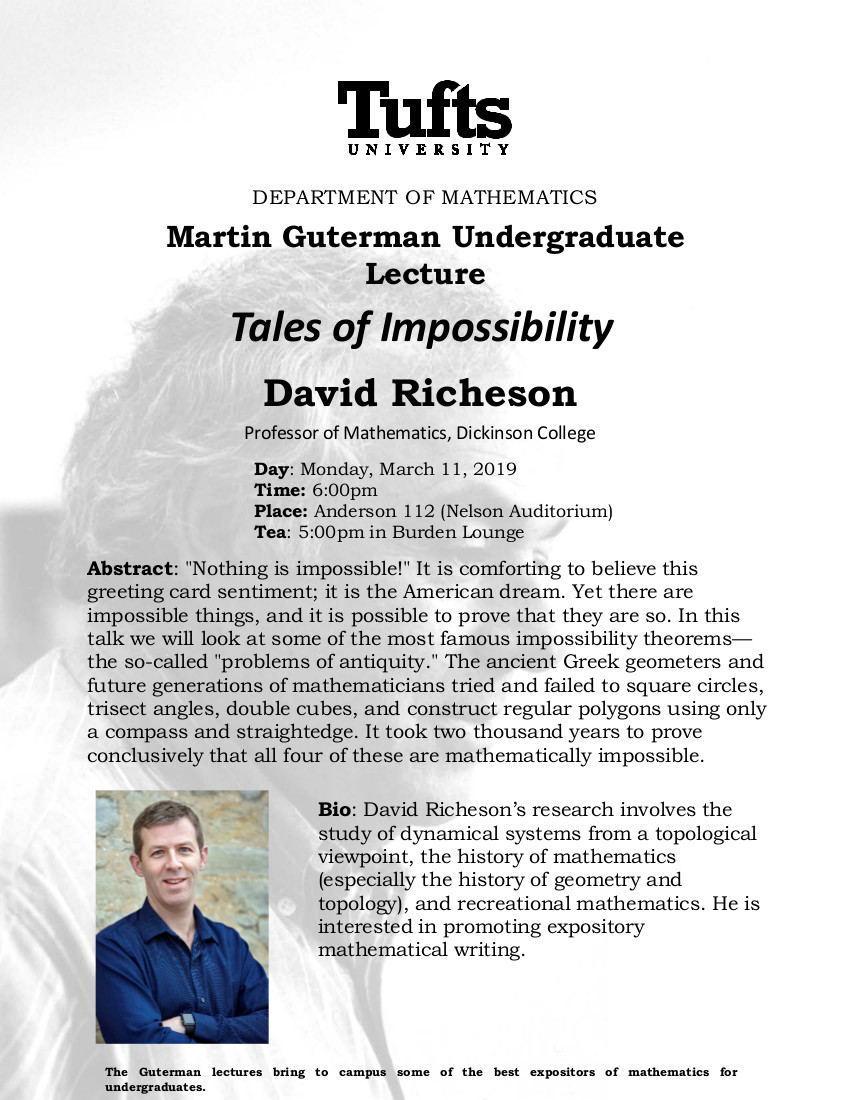 Tufts
UNIVERSITY
DEPARTMENT OF MATHEMATICS
Martin Guterman Undergraduate
Lecture
Tales of Impossibility
David Richeson
Professor of Mathematics, Dickinson College
Day: Monday, March 11, 2019
Time: 6:00pm
Place: Anderson 112 (Nelson Auditorium)
Tea: 5:00pm in Burden Lounge
Abstract: "Nothing is impossible!" It is comforting to believe this
greeting card sentiment; it is the American dream. Yet there are
impossible things, and it is possible to prove that they are so. In this
talk we will look at some of the most famous impossibility theorems—
the so-called "problems of antiquity." The ancient Greek geometers and
future generations of mathematicians tried and failed to square circles,
trisect angles, double cubes, and construct regular polygons using only
a compass and straightedge. It took two thousand years to prove
conclusively that all four of these are mathematically impossible.
Bio: David Richeson’s research involves the
study of dynamical systems from a topological
viewpoint, the history of mathematics
(especially the history of geometry and
topology), and recreational mathematics. He is
interested in promoting expository
mathematical writing.
The Guterman lectures bring to campus some of the best expositors of mathematics for
undergraduates.